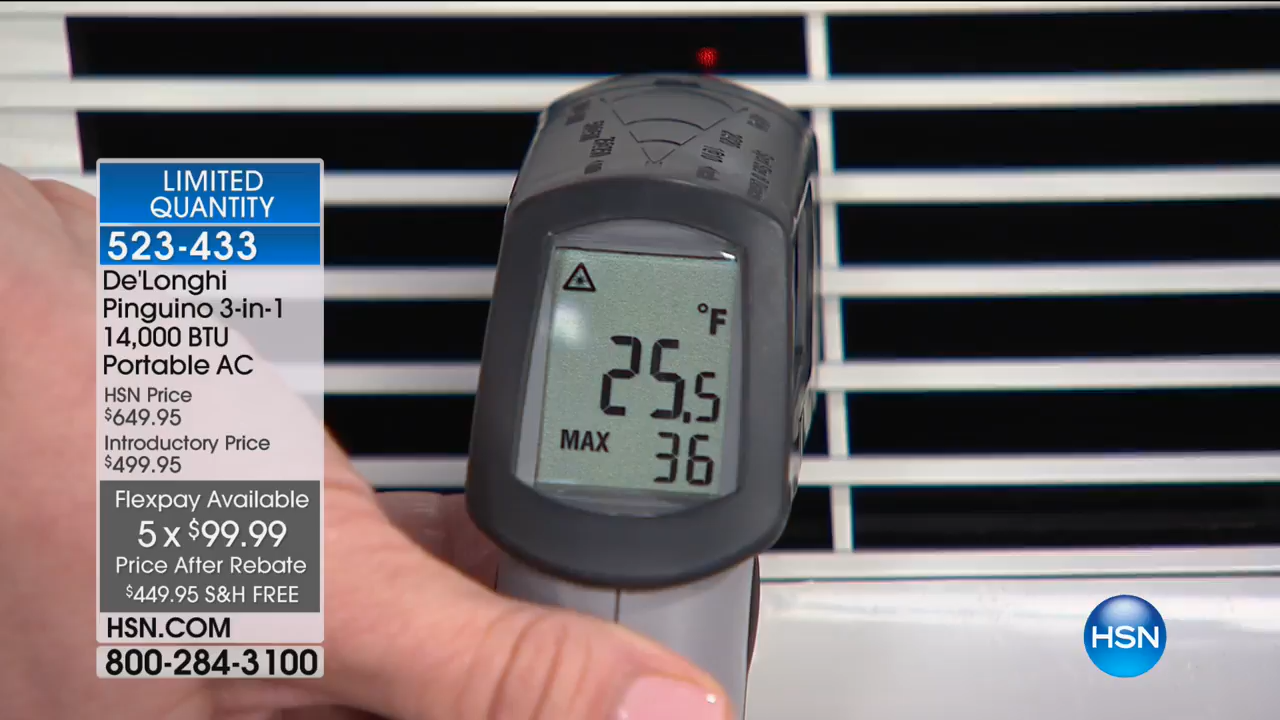 LIMITED
QUANTITY
523-433
De'Longhi
Pinguino 3-in-1
14,000 BTU
Portable AC
HSN Price
$649.95
Introductory Price
$499.95
Flexpay Available
5 x $99.99
Price After Rebate
$449.95 S&H FREE
HSN.COM
800-284-3100
°F
25.5
MAX 36
HSN